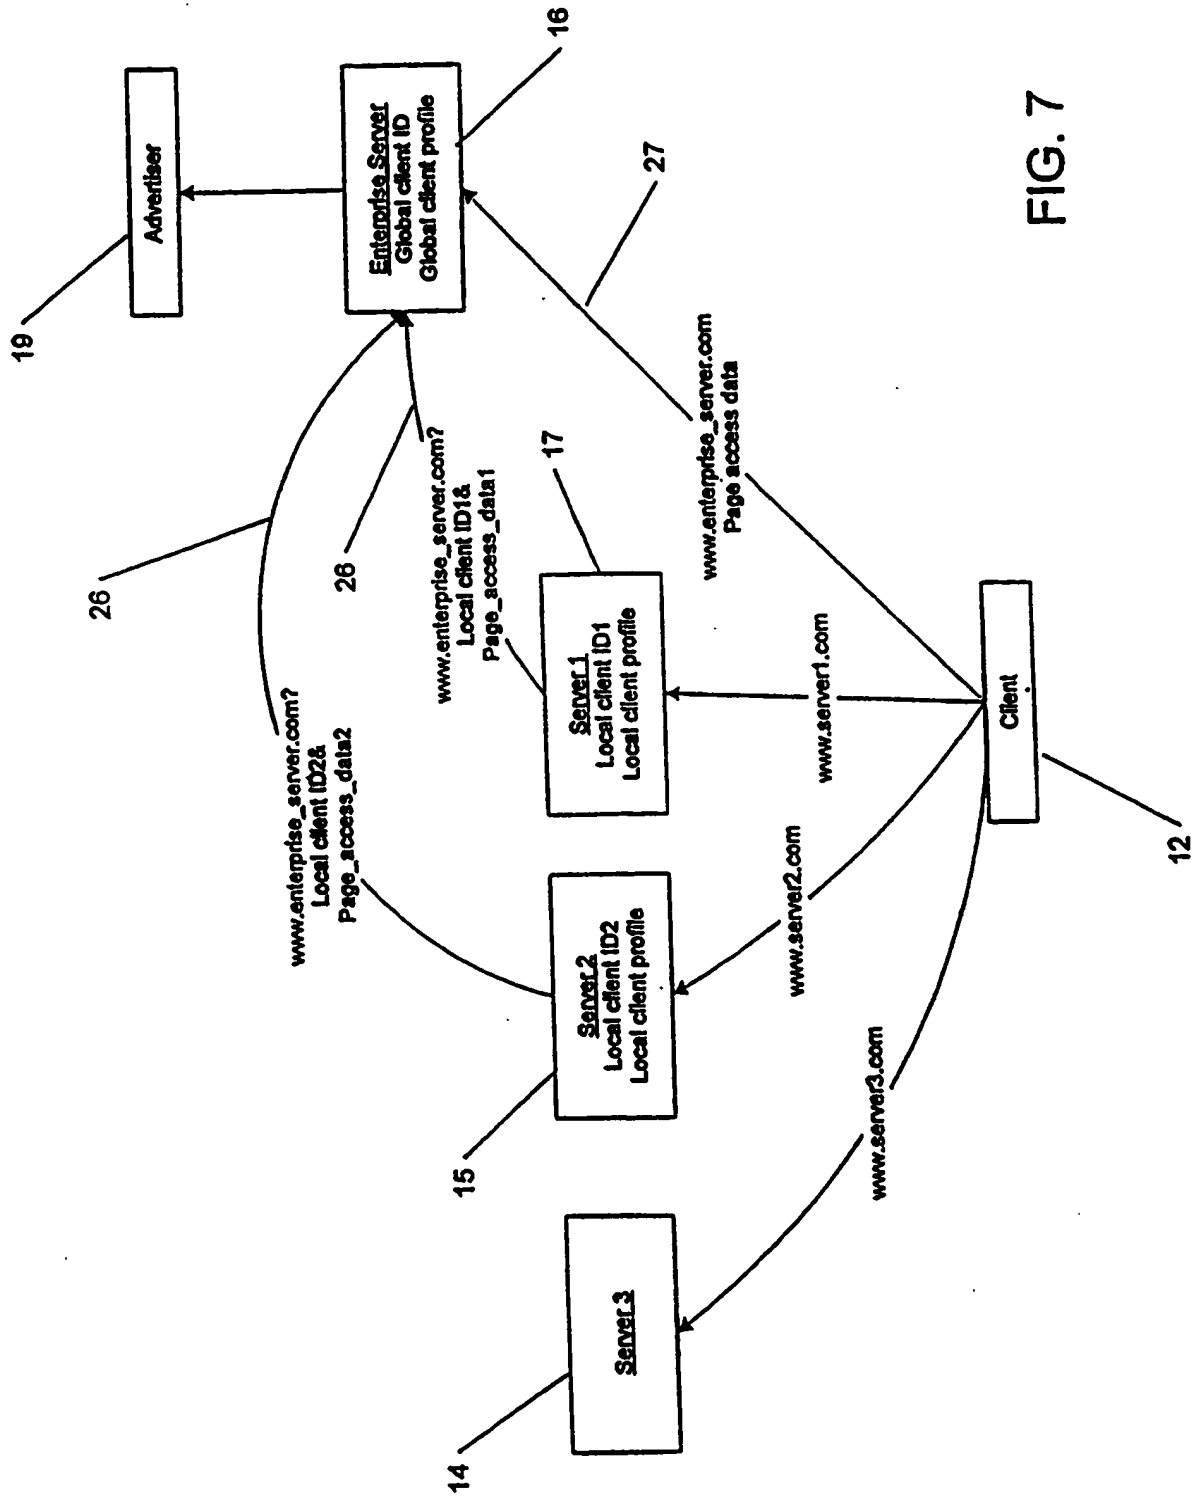 19
Advertiser
Enterprise Server
Global client ID
Global client profile
16
26
26
27
www.enterprise_server.com?
Local client ID2&
Page_access_data2
www.enterprise_server.com?
Local client ID1&
Page_access_data1
www.enterprise_server.com
Page access data
14
Server 3
15
Server 2
Local client ID2
Local client profile
17
Server 1
Local client ID1
Local client profile
www.server3.com
www.server2.com
www.server1.com
12
Client
FIG. 7